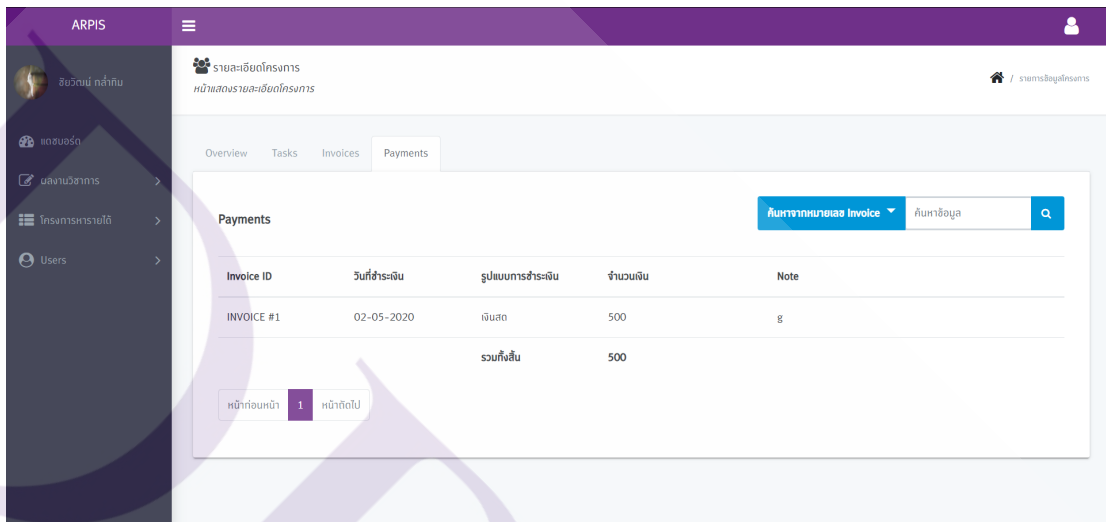 ARPIS
ชัยวัฒน์ กล่ำทิม
รายละเอียดโครงการ
หน้าแสดงรายละเอียดโครงการ
/ รายการข้อมูลโครงการ
แดชบอร์ด
ผลงานวิชาการ
โครงการหารายได้
Users
Overview Tasks Invoices Payments
Payments
ค้นหาจากหมายเลข Invoice ค้นหาข้อมูล
Invoice ID วันที่ชำระเงิน รูปแบบการชำระเงิน จำนวนเงิน Note
INVOICE #1 02-05-2020 เงินสด 500 g
รวมทั้งสิ้น 500
หน้าก่อนหน้า 1 หน้าถัดไป